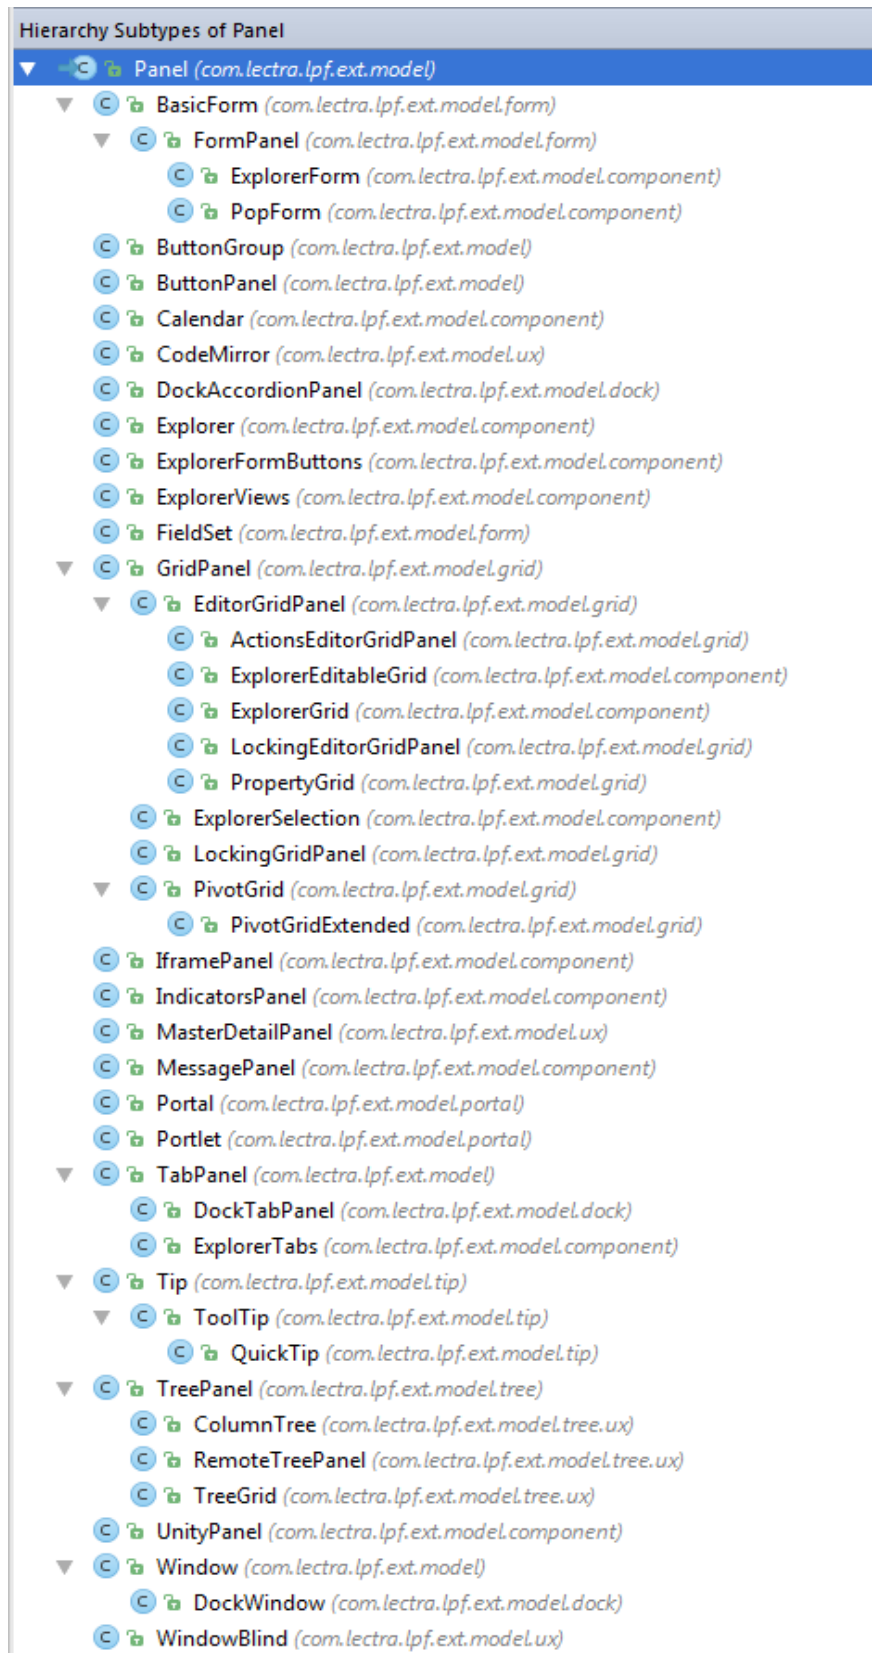 Hierarchy Subtypes of Panel
Panel (com.lectra.lpf.ext.model)
BasicForm (com.lectra.lpf.ext.model.form)
FormPanel (com.lectra.lpf.ext.model.form)
ExplorerForm (com.lectra.lpf.ext.model.component)
PopForm (com.lectra.lpf.ext.model.component)
ButtonGroup (com.lectra.lpf.ext.model)
ButtonPanel (com.lectra.lpf.ext.model)
Calendar (com.lectra.lpf.ext.model.component)
CodeMirror (com.lectra.lpf.ext.model.ux)
DockAccordionPanel (com.lectra.lpf.ext.model.dock)
Explorer (com.lectra.lpf.ext.model.component)
ExplorerFormButtons (com.lectra.lpf.ext.model.component)
ExplorerViews (com.lectra.lpf.ext.model.component)
FieldSet (com.lectra.lpf.ext.model.form)
GridPanel (com.lectra.lpf.ext.model.grid)
EditorGridPanel (com.lectra.lpf.ext.model.grid)
ActionsEditorGridPanel (com.lectra.lpf.ext.model.grid)
ExplorerEditableGrid (com.lectra.lpf.ext.model.component)
ExplorerGrid (com.lectra.lpf.ext.model.component)
LockingEditorGridPanel (com.lectra.lpf.ext.model.grid)
PropertyGrid (com.lectra.lpf.ext.model.grid)
ExplorerSelection (com.lectra.lpf.ext.model.component)
LockingGridPanel (com.lectra.lpf.ext.model.grid)
PivotGrid (com.lectra.lpf.ext.model.grid)
PivotGridExtended (com.lectra.lpf.ext.model.grid)
IframePanel (com.lectra.lpf.ext.model.component)
IndicatorsPanel (com.lectra.lpf.ext.model.component)
MasterDetailPanel (com.lectra.lpf.ext.model.ux)
MessagePanel (com.lectra.lpf.ext.model.component)
Portal (com.lectra.lpf.ext.model.portal)
Portlet (com.lectra.lpf.ext.model.portal)
TabPanel (com.lectra.lpf.ext.model)
DockTabPanel (com.lectra.lpf.ext.model.dock)
ExplorerTabs (com.lectra.lpf.ext.model.component)
Tip (com.lectra.lpf.ext.model.tip)
ToolTip (com.lectra.lpf.ext.model.tip)
QuickTip (com.lectra.lpf.ext.model.tip)
TreePanel (com.lectra.lpf.ext.model.tree)
ColumnTree (com.lectra.lpf.ext.model.tree.ux)
RemoteTreePanel (com.lectra.lpf.ext.model.tree.ux)
TreeGrid (com.lectra.lpf.ext.model.tree.ux)
UnityPanel (com.lectra.lpf.ext.model.component)
Window (com.lectra.lpf.ext.model)
DockWindow (com.lectra.lpf.ext.model.dock)
WindowBlind (com.lectra.lpf.ext.model.ux)